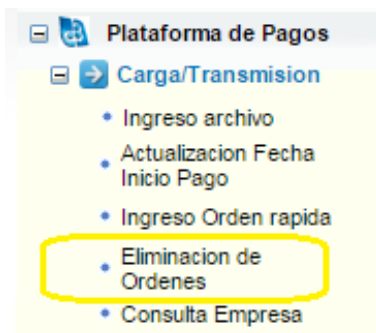 Plataforma de Pagos
Carga/Transmision
Ingreso archivo
Actualizacion Fecha
Inicio Pago
Ingreso Orden rapida
Eliminacion de
Ordenes
Consulta Empresa